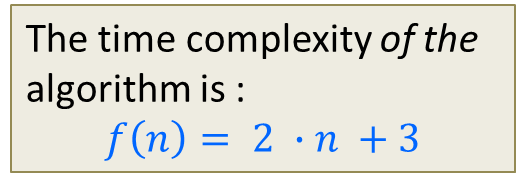 The time complexity of the
algorithm is :
f(n) = 2 · n + 3